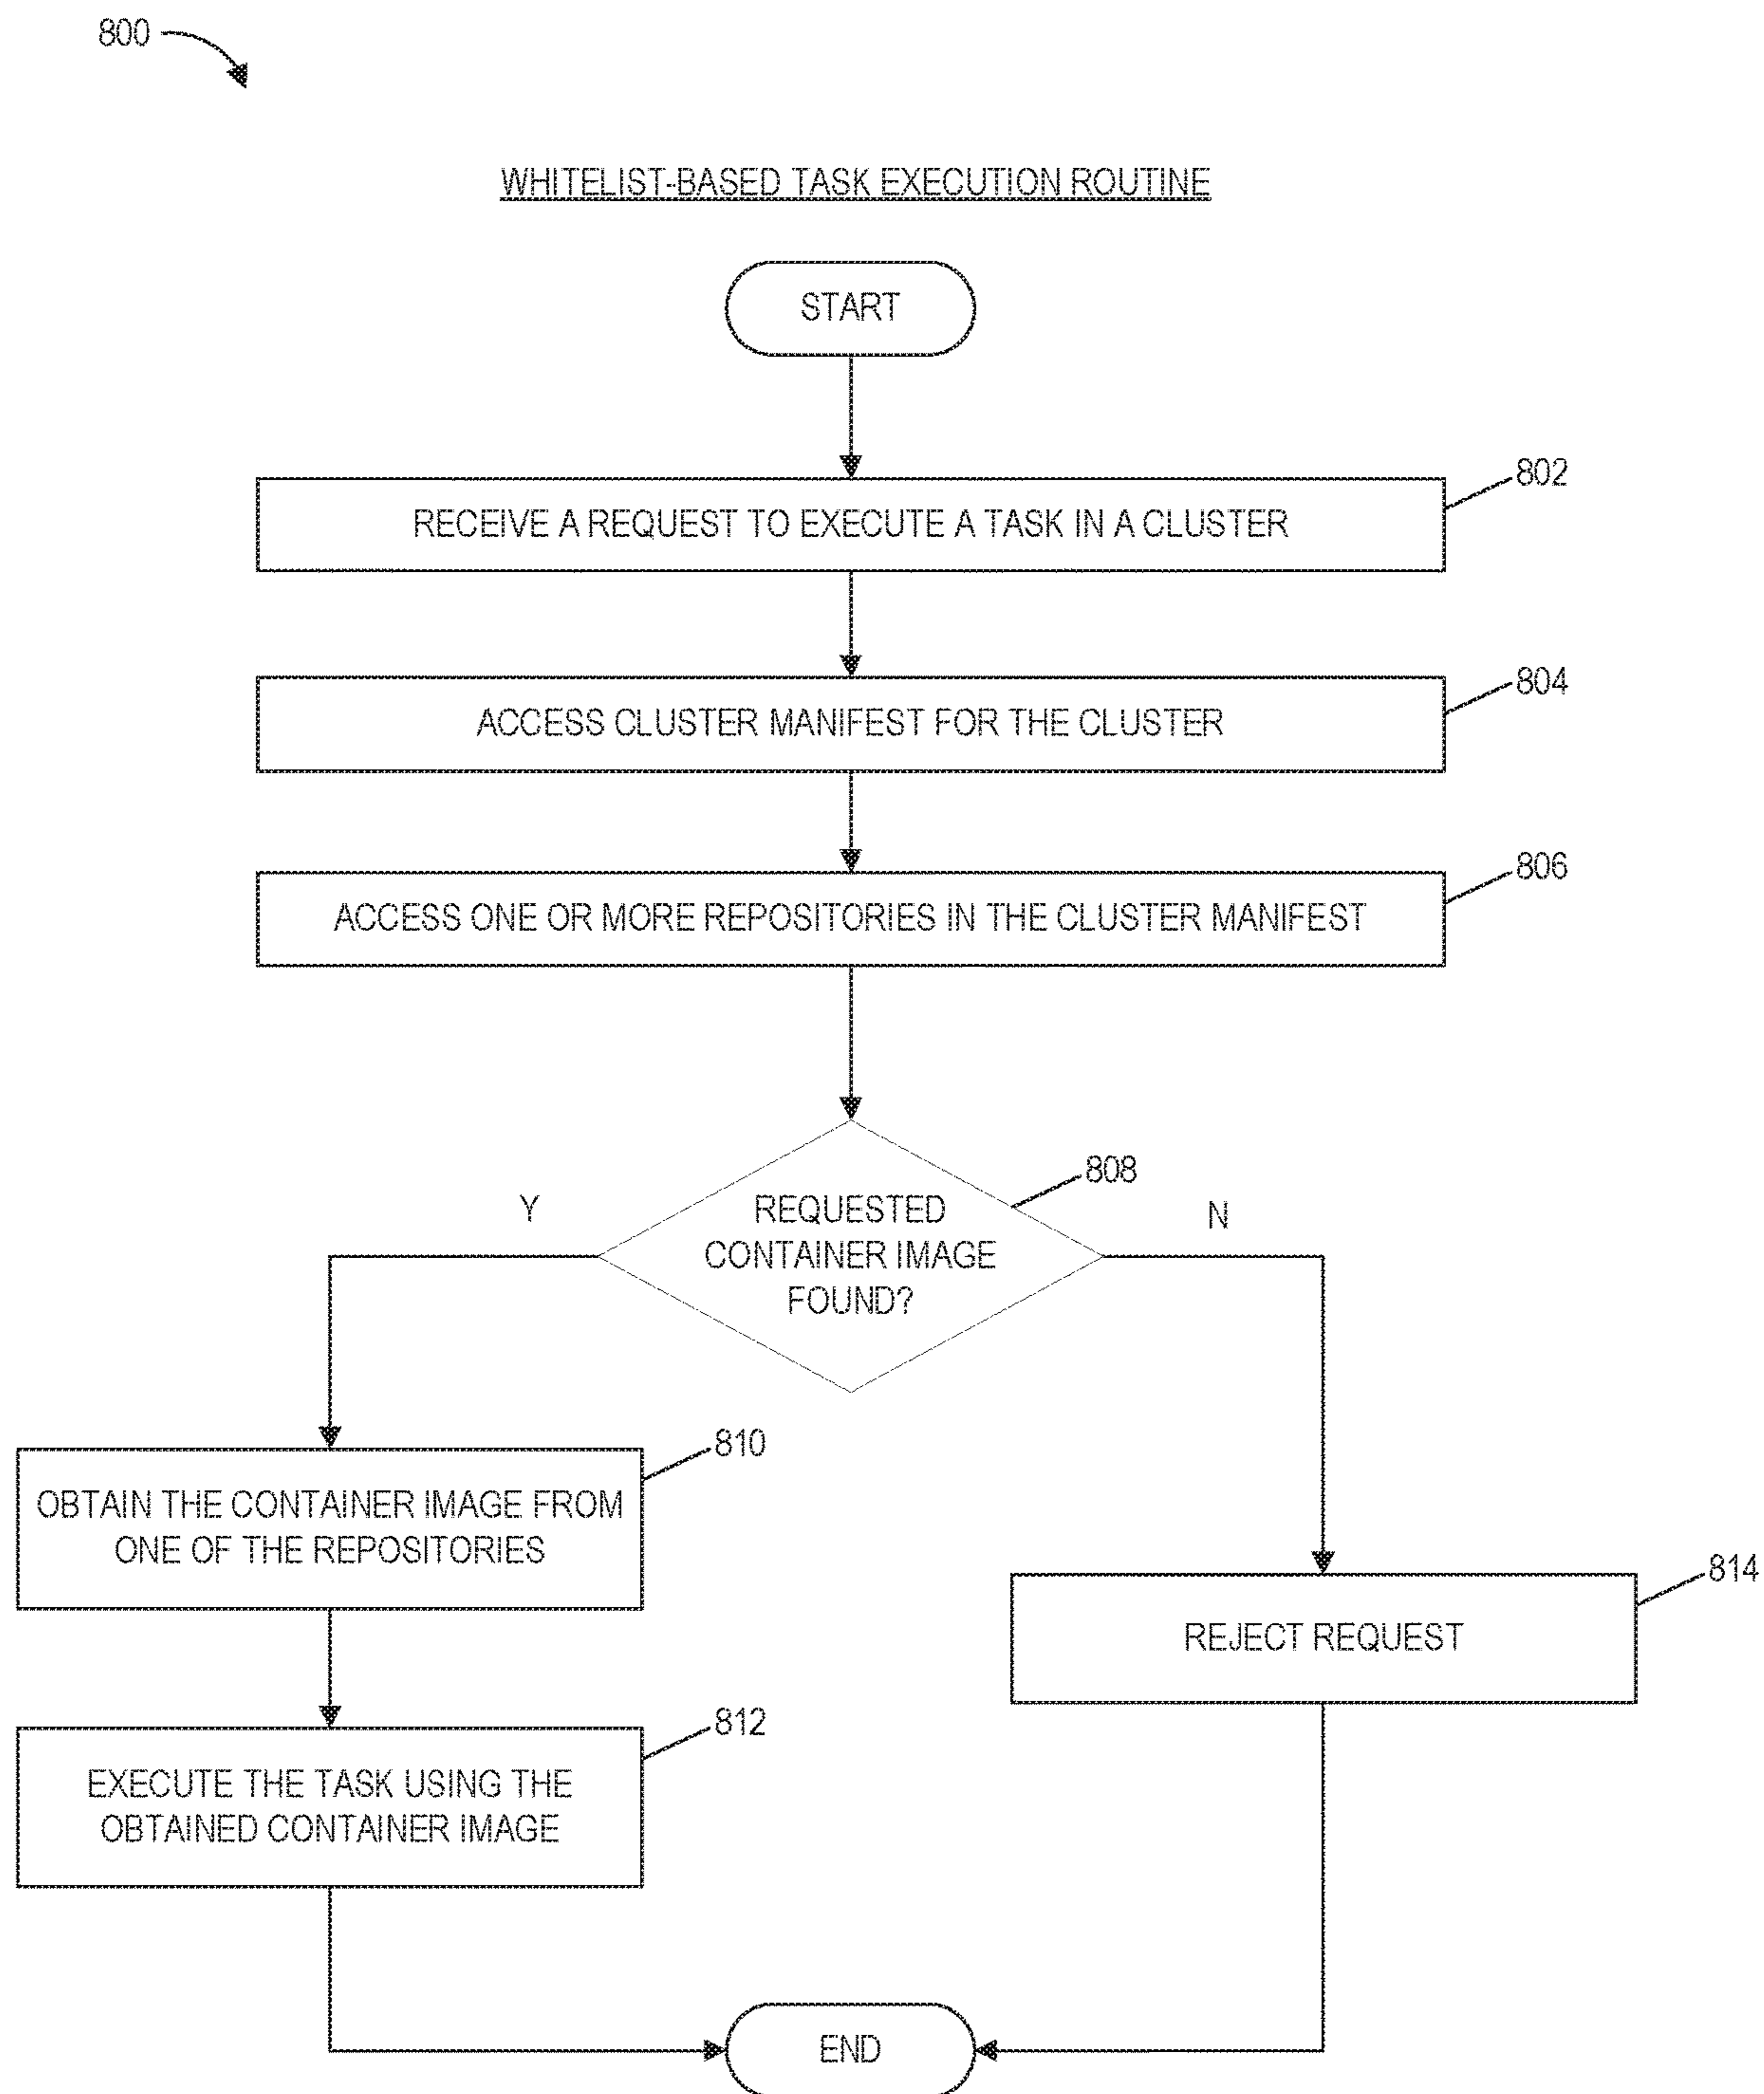 800
WHITELIST-BASED TASK EXECUTION ROUTINE
START
802
RECEIVE A REQUEST TO EXECUTE A TASK IN A CLUSTER
804
ACCESS CLUSTER MANIFEST FOR THE CLUSTER
806
ACCESS ONE OR MORE REPOSITORIES IN THE CLUSTER MANIFEST
808
Y
REQUESTED
CONTAINER IMAGE
FOUND?
N
810
OBTAIN THE CONTAINER IMAGE FROM
ONE OF THE REPOSITORIES
812
EXECUTE THE TASK USING THE
OBTAINED CONTAINER IMAGE
814
REJECT REQUEST
END